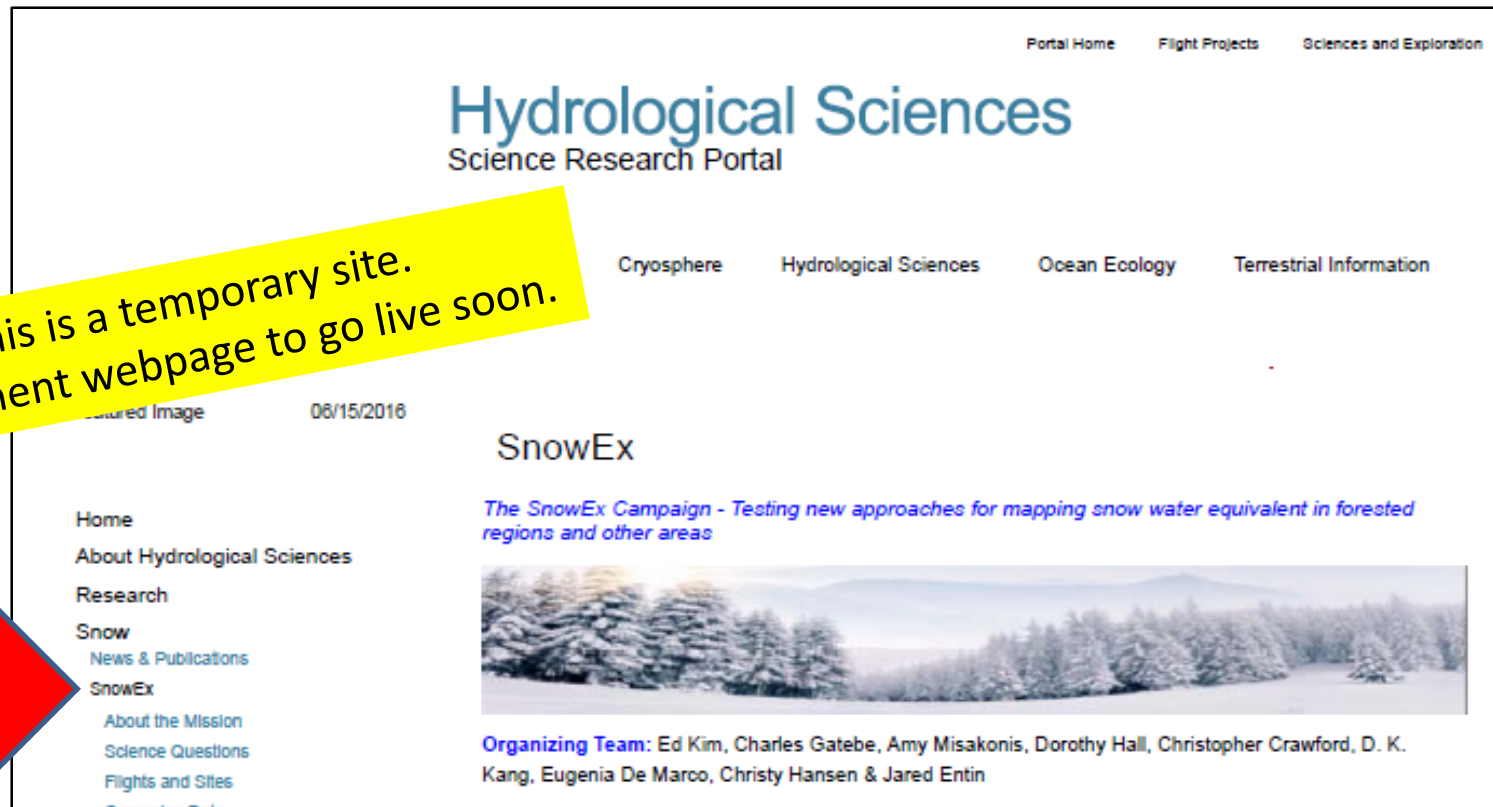 Portal Home Flight Projects Sciences and Exploration
Hydrological Sciences
Science Research Portal
is is a temporary site.
webpage to go live soon.
Cryosphere Hydrological Sciences Ocean Ecology Terrestrial Information
Image 06/15/2016
SnowEx
The SnowEx Campaign - Testing new approaches for mapping snow water equivalent in forested
regions and other areas
Home
About Hydrological Sciences
Research
Snow
News & Publications
SnowEx
About the Mission
Science Questions
Flights and Sites
Organizing Team: Ed Kim, Charles Gatebe, Amy Misakonis, Dorothy Hall, Christopher Crawford, D. K.
Kang, Eugenia De Marco, Christy Hansen & Jared Entin